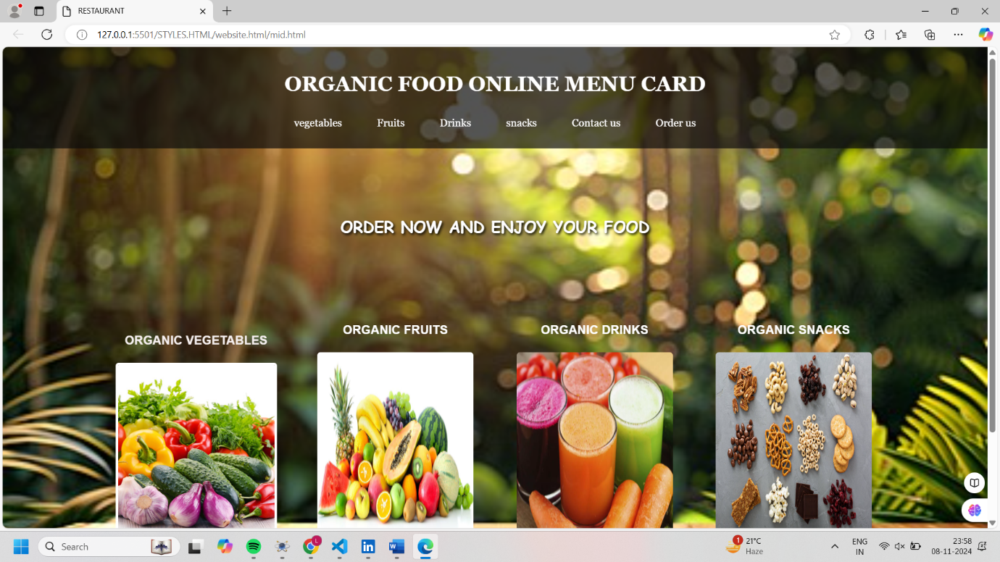 RESTAURANT
127.0.0.1:5501/STYLES.HTML/website.html/mid.html
ORGANIC FOOD ONLINE MENU CARD
vegetables Fruits Drinks snacks Contact us Order us
ORDER NOW AND ENJOY YOUR FOOD
ORGANIC VEGETABLES ORGANIC FRUITS ORGANIC DRINKS ORGANIC SNACKS
Search
L
1
21°C
Haze
ENG
IN
23:58
08-11-2024